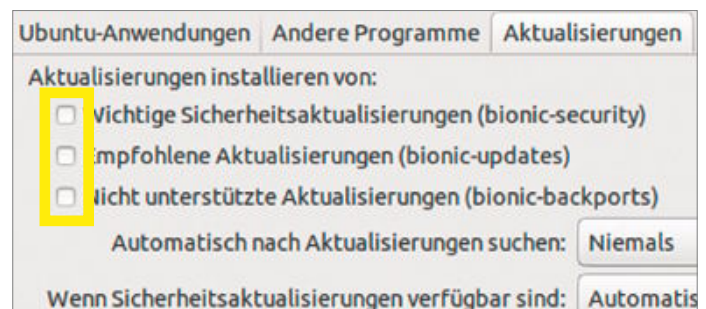 Ubuntu-Anwendungen Andere Programme Aktualisierungen
Aktualisierungen installieren von:
Wichtige Sicherheitsaktualisierungen (bionic-security)
Empfohlene Aktualisierungen (bionic-updates)
Nicht unterstützte Aktualisierungen (bionic-backports)
Automatisch nach Aktualisierungen suchen: Niemals
Wenn Sicherheitsaktualisierungen verfügbar sind: Automatis